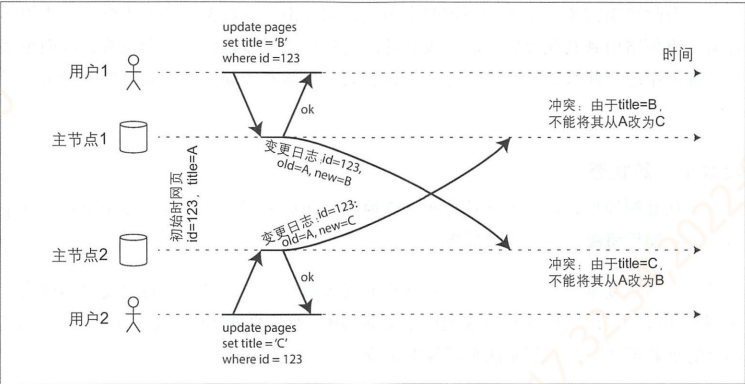 update pages
set title = ‘B’
where id =123
时间
用户1
ok
冲突：由于title=B，
不能将其从A改为C
主节点1
变更日志:id=123,
old=A, new=B
初始时网页
id=123，title=A
变更日志:id=123:
old=A, new=C
主节点2
冲突：由于title=C，
不能将其从A改为B
ok
用户2
update pages
set title = ‘C’
where id = 123